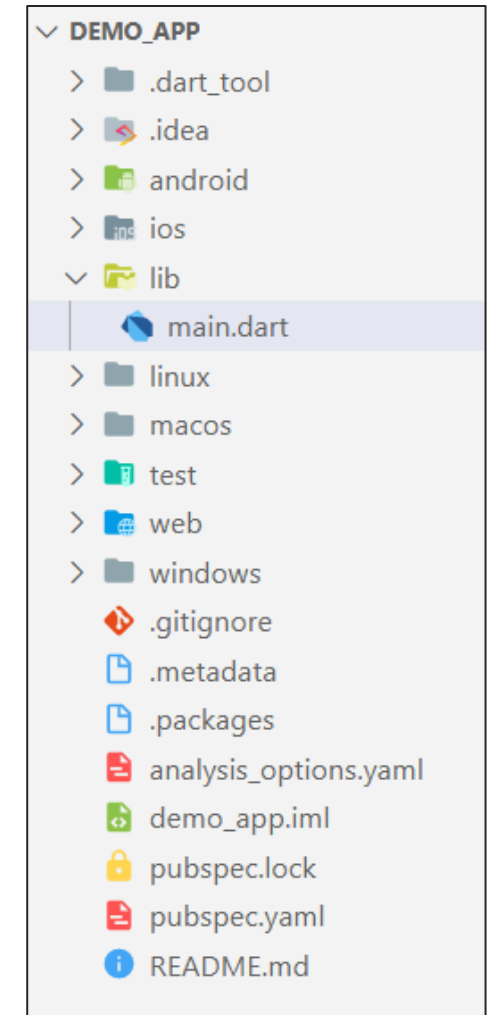 DEMO_APP
.dart_tool
.idea
android
ios
lib
main.dart
linux
macos
test
web
windows
.gitignore
.metadata
.packages
analysis_options.yaml
demo_app.iml
pubspec.lock
pubspec.yaml
README.md